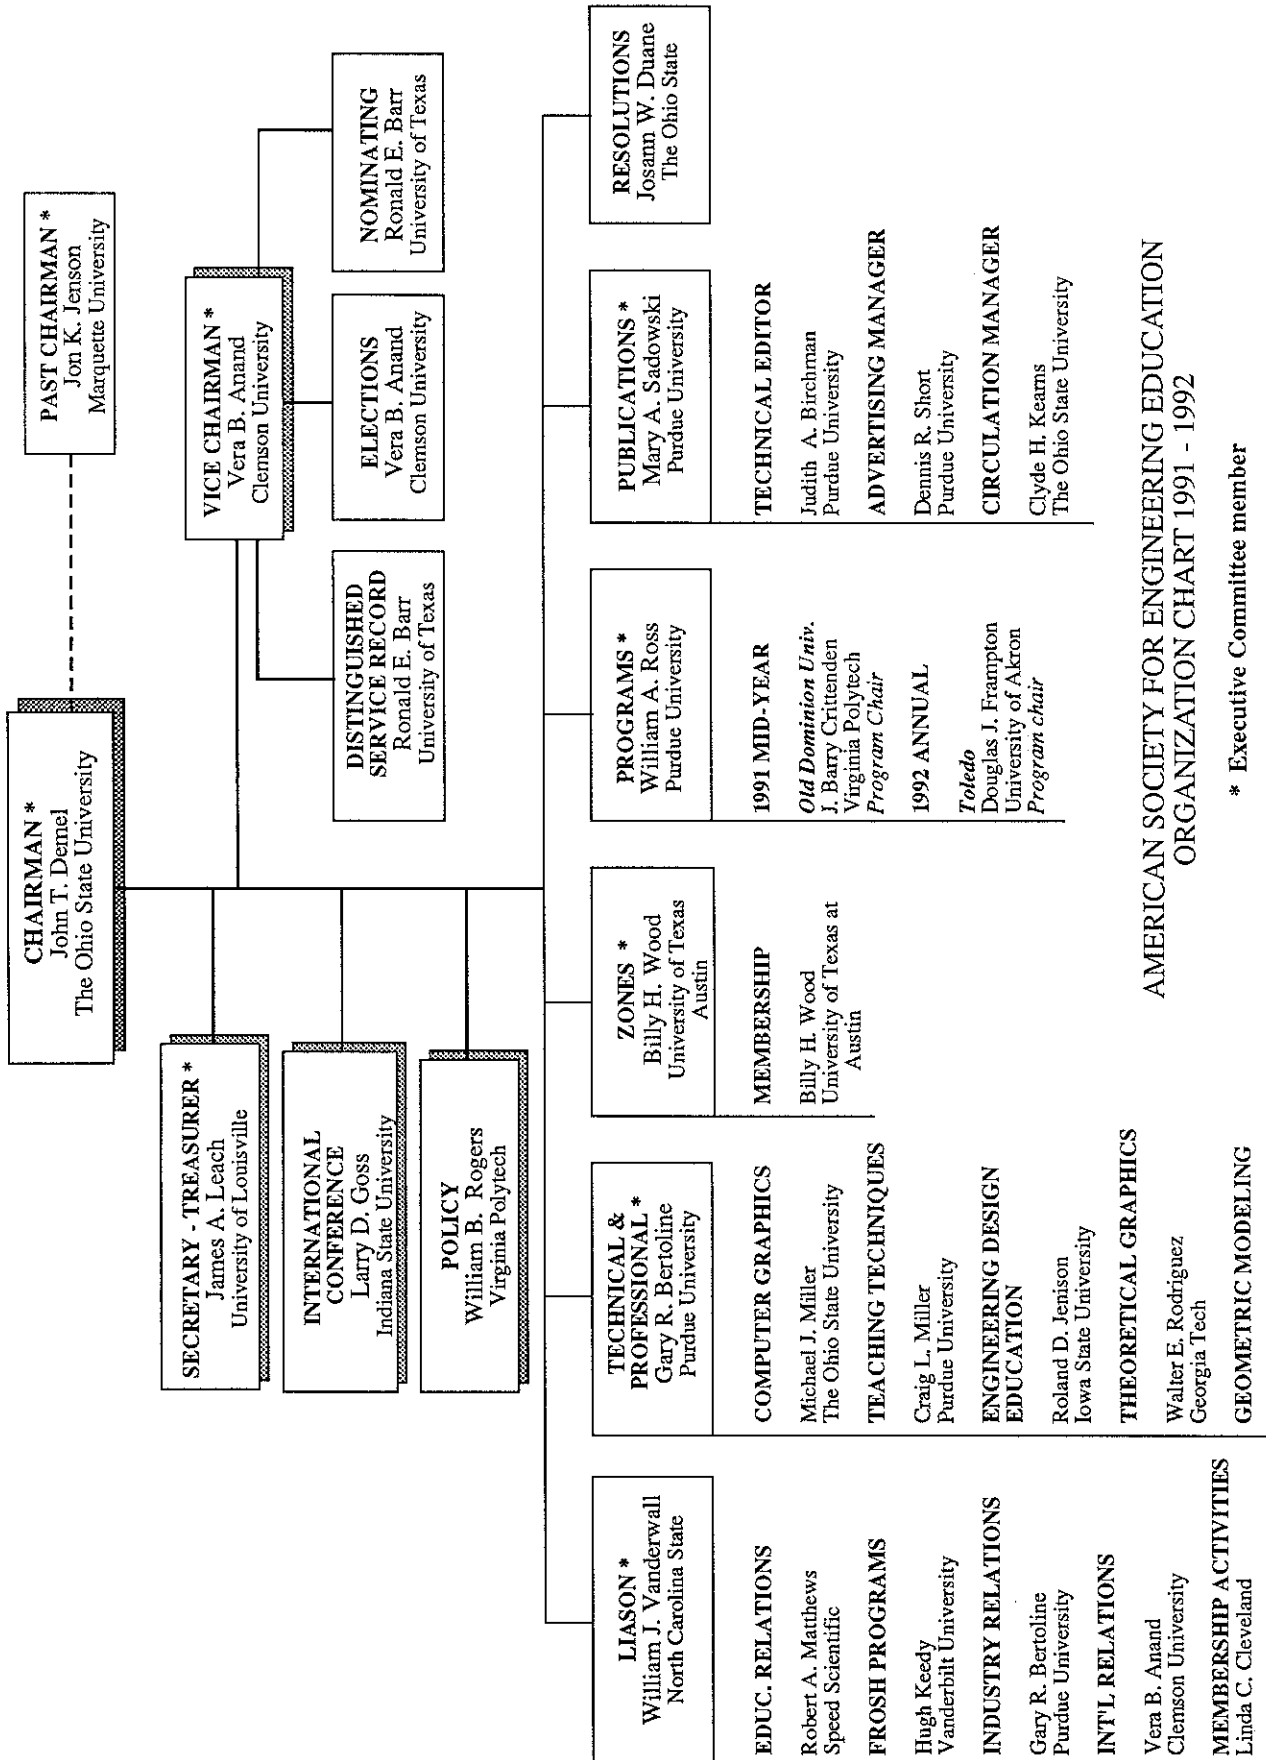 CHAIRMAN *
John T. Demel
The Ohio State University
PAST CHAIRMAN *
Jon K. Jenson
Marquette University
SECRETARY - TREASURER *
James A. Leach
University of Louisville
VICE CHAIRMAN *
Vera B. Anand
Clemson University
INTERNATIONAL
CONFERENCE
Larry D. Goss
Indiana State University
POLICY
William B. Rogers
Virginia Polytech
DISTINGUISHED
SERVICE RECORD
Ronald E. Barr
University of Texas
ELECTIONS
Vera B. Anand
Clemson University
NOMINATING
Ronald E. Barr
University of Texas
LIASON *
William J. Vanderwall
North Carolina State
EDUC. RELATIONS
Robert A. Matthews
Speed Scientific
FROSH PROGRAMS
Hugh Keedy
Vanderbilt University
INDUSTRY RELATIONS
Gary R. Bertoline
Purdue University
INT'L RELATIONS
Vera B. Anand
Clemson University
MEMBERSHIP ACTIVITIES
Linda C. Cleveland
TECHNICAL &
PROFESSIONAL *
Gary R. Bertoline
Purdue University
COMPUTER GRAPHICS
Michael J. Miller
The Ohio State University
TEACHING TECHNIQUES
Craig L. Miller
Purdue University
ENGINEERING DESIGN
EDUCATION
Roland D. Jenison
Iowa State University
THEORETICAL GRAPHICS
Walter E. Rodriguez
Georgia Tech
GEOMETRIC MODELING
ZONES *
Billy H. Wood
University of Texas
Austin
MEMBERSHIP
Billy H. Wood
University of Texas at
Austin
PROGRAMS *
William A. Ross
Purdue University
1991 MID-YEAR
Old Dominion Univ.
J. Barry Crittenden
Virginia Polytech
Program Chair
1992 ANNUAL
Toledo
Douglas J. Frampton
University of Akron
Program chair
PUBLICATIONS *
Mary A. Sadowski
Purdue University
TECHNICAL EDITOR
Judith A. Birchman
Purdue University
ADVERTISING MANAGER
Dennis R. Short
Purdue University
CIRCULATION MANAGER
Clyde H. Kearns
The Ohio State University
RESOLUTIONS
Josann W. Duane
The Ohio State
AMERICAN SOCIETY FOR ENGINEERING EDUCATION
ORGANIZATION CHART 1991 - 1992
* Executive Committee member